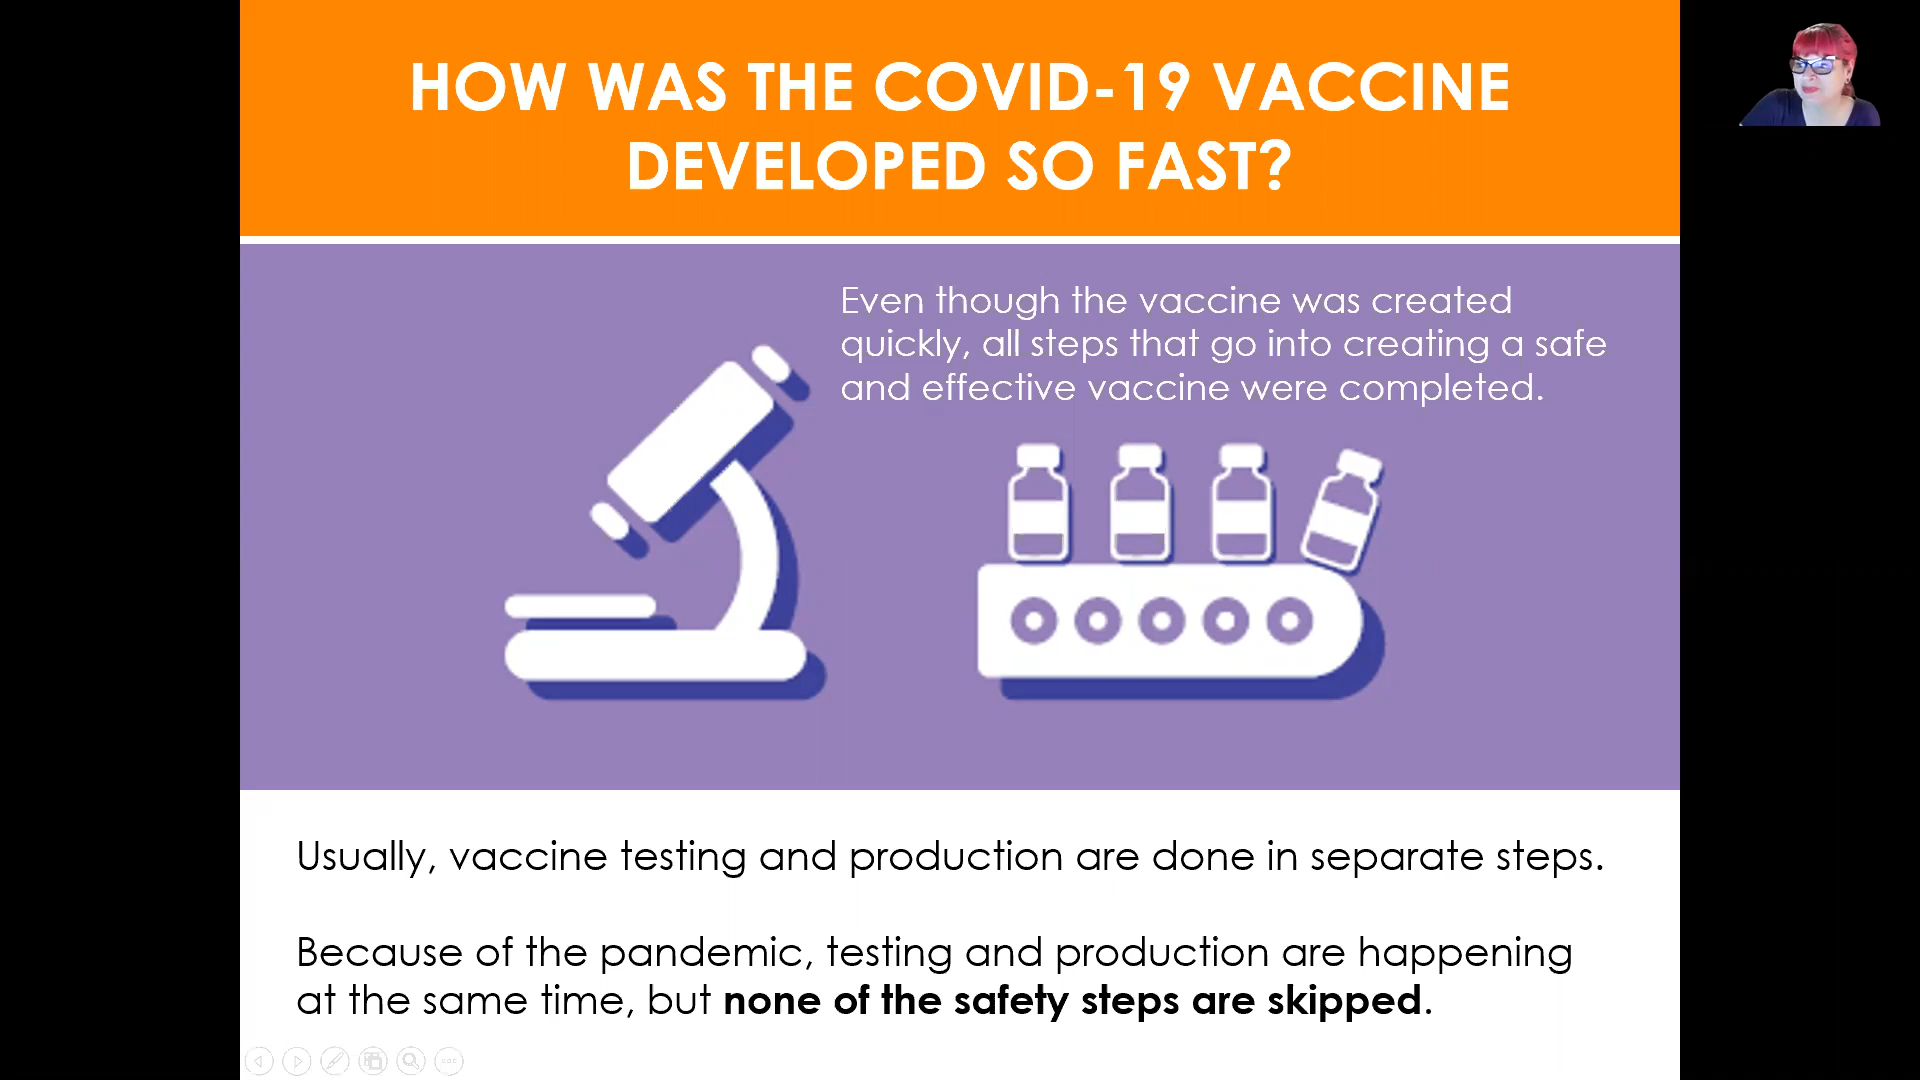 HOW WAS THE COVID-19 VACCINE
DEVELOPED SO FAST?
Even though the vaccine was created
quickly, all steps that go into creating a safe
and effective vaccine were completed.
Usually, vaccine testing and production are done in separate steps.
Because of the pandemic, testing and production are happening
at the same time, but none of the safety steps are skipped.